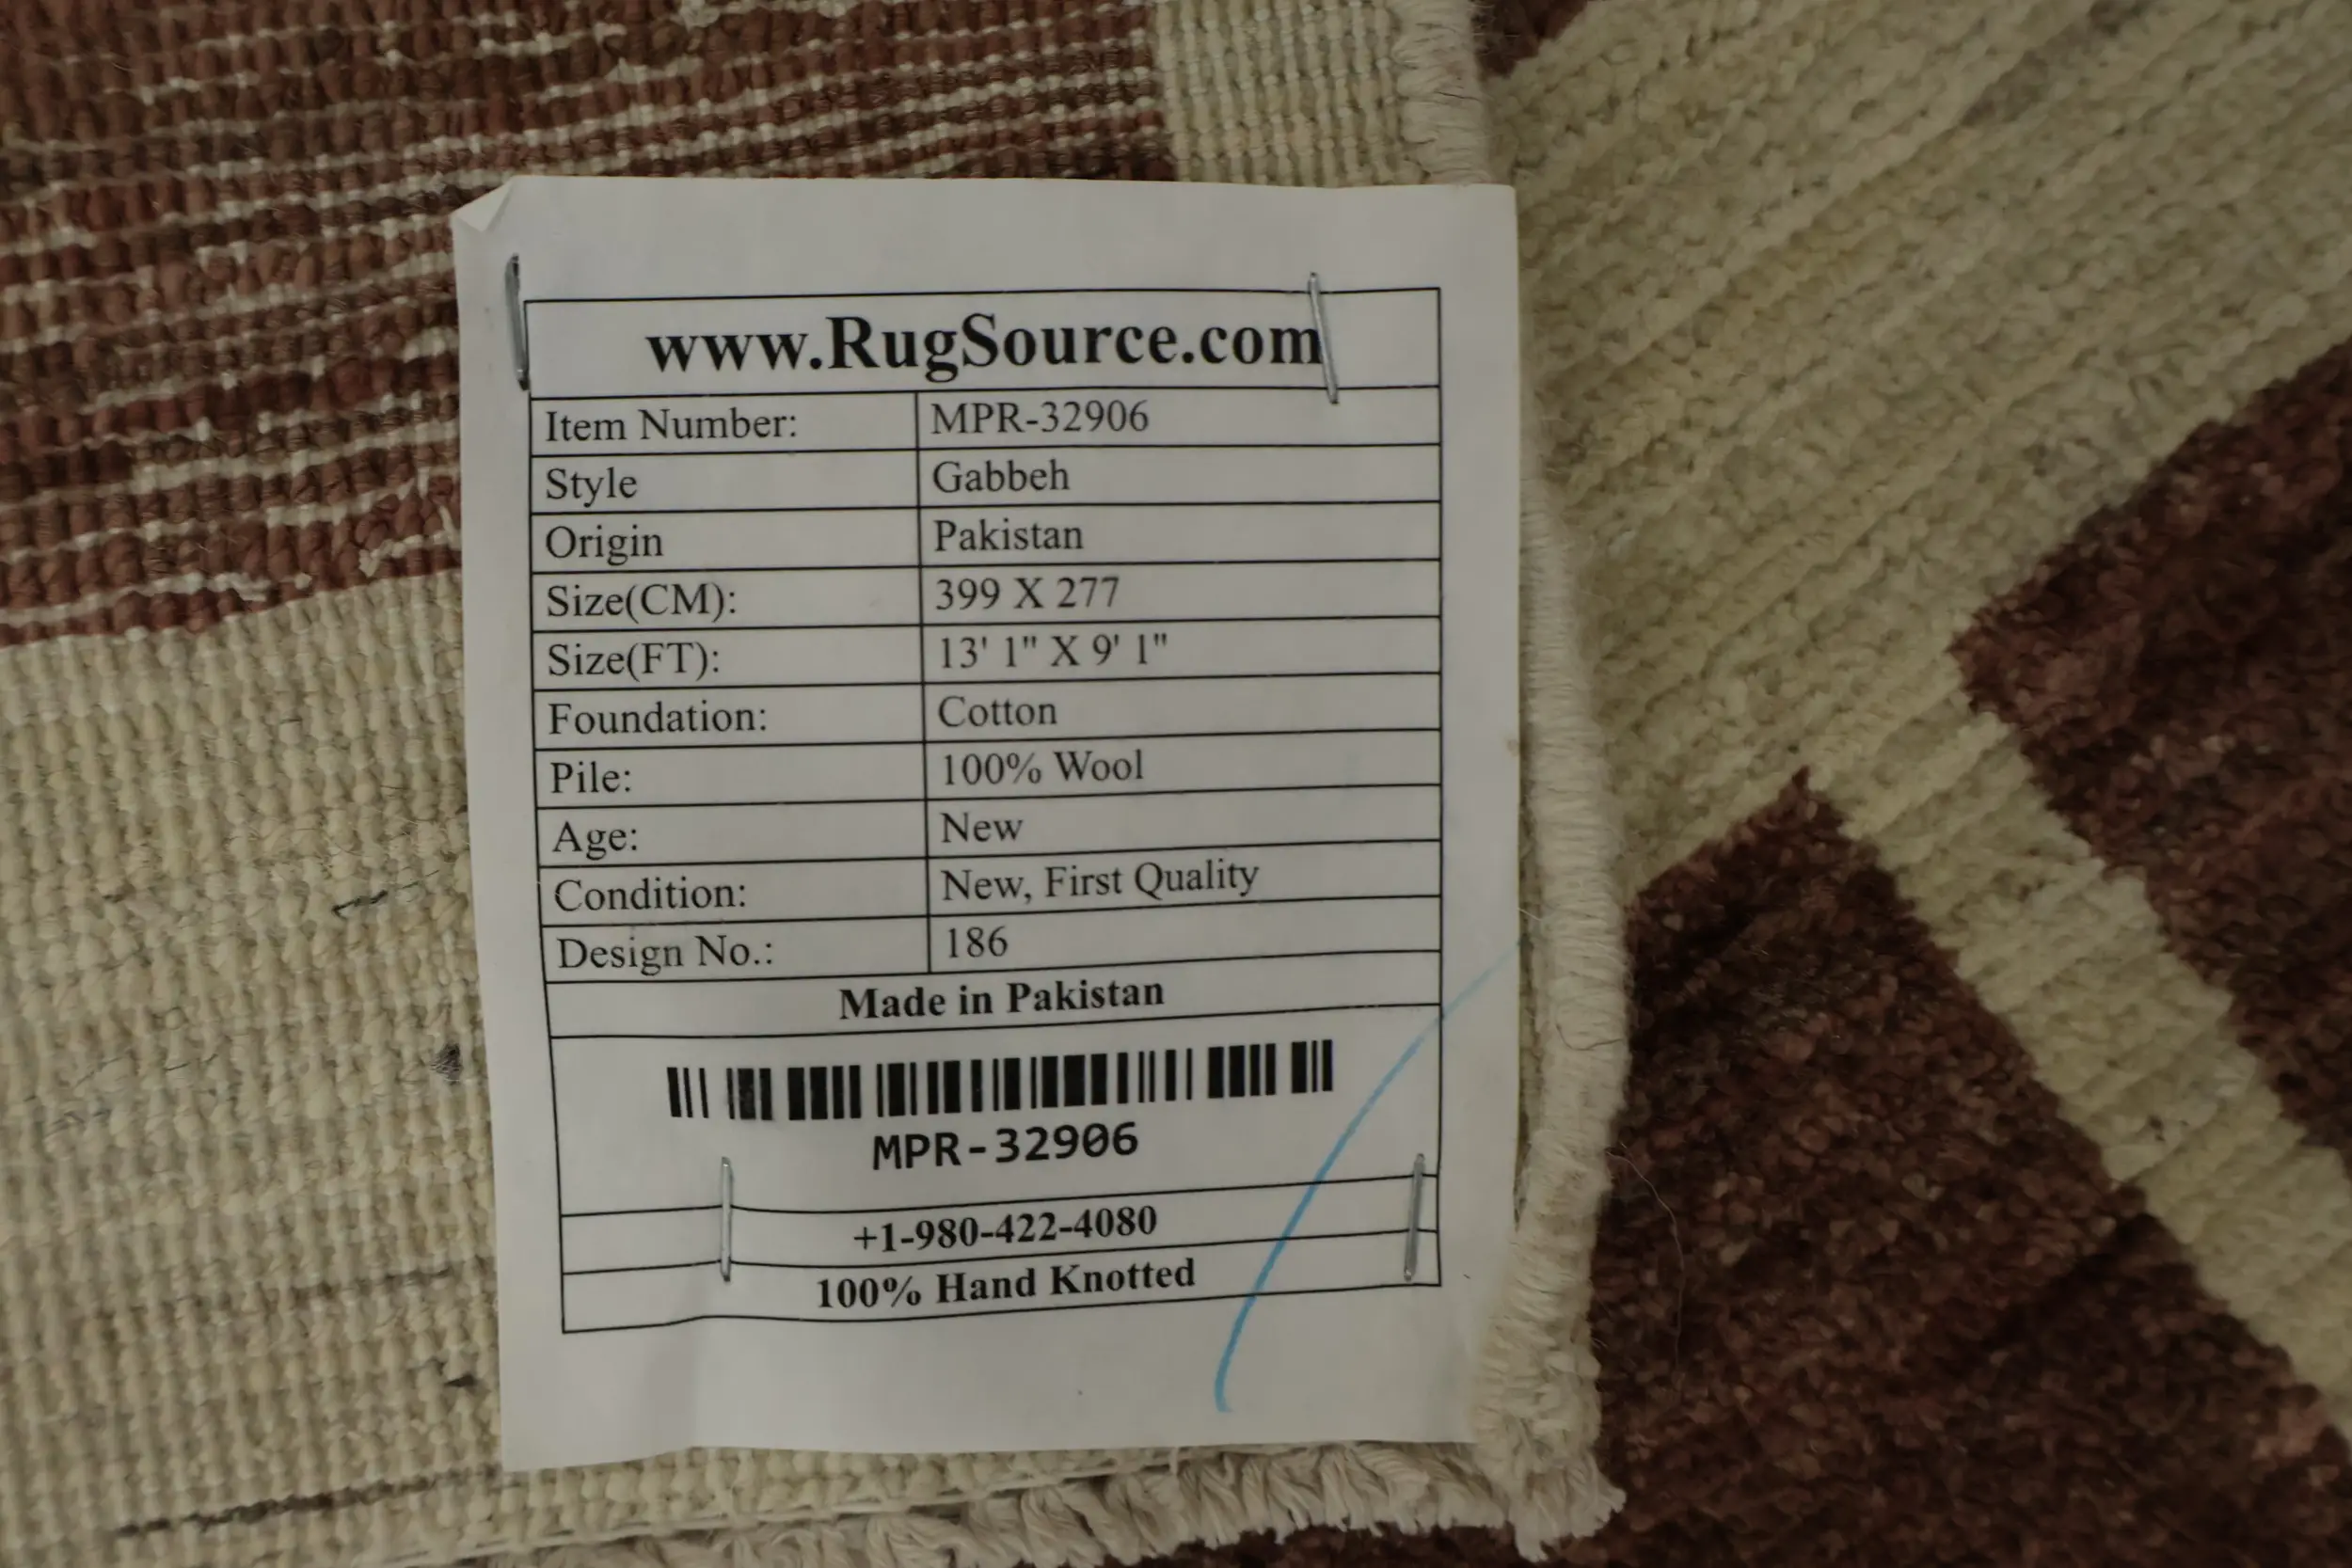 www.RugSource.com
Item Number: MPR-32906
Style Gabbeh
Origin Pakistan
Size(CM): 399 X 277
Size(FT): 13' 1" X 9' 1"
Foundation: Cotton
Pile: 100% Wool
Age: New
Condition: New, First Quality
Design No.: 186
Made in Pakistan
MPR-32906
+1-980-422-4080
100% Hand Knotted